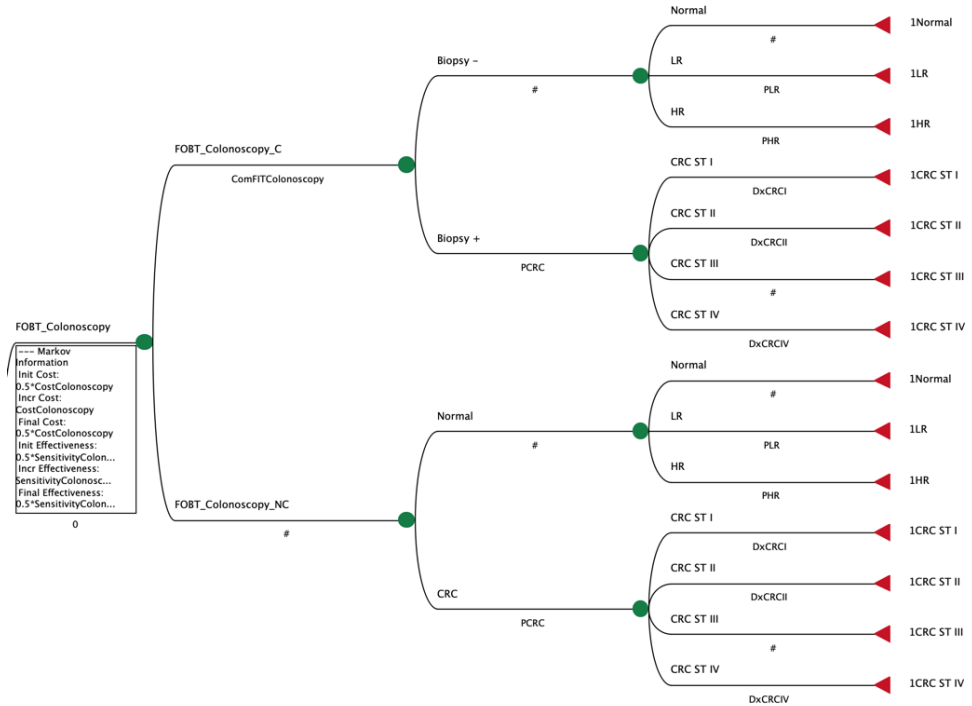 Normal
#
1Normal
LR
PLR
1LR
HR
PHR
1HR
Biopsy -
#
FOBT_Colonoscopy_C
ComFITColonoscopy
CRC ST I
DxCRCI
1CRC ST I
CRC ST II
DxCRCII
1CRC ST II
Biopsy +
PCRC
CRC ST III
#
1CRC ST III
CRC ST IV
DxCRCIV
1CRC ST IV
FOBT_Colonoscopy
--- Markov
Information
Init Cost:
0.5*CostColonoscopy
Incr Cost:
CostColonoscopy
Final Cost:
0.5*CostColonoscopy
Init Effectiveness:
0.5*SensitivityColon...
Incr Effectiveness:
SensitivityColonosc...
Final Effectiveness:
0.5*SensitivityColon...
0
Normal
#
1Normal
Normal
#
LR
PLR
1LR
HR
PHR
1HR
FOBT_Colonoscopy_NC
#
CRC ST I
DxCRCI
1CRC ST I
CRC ST II
DxCRCII
1CRC ST II
CRC
PCRC
CRC ST III
#
1CRC ST III
CRC ST IV
DxCRCIV
1CRC ST IV